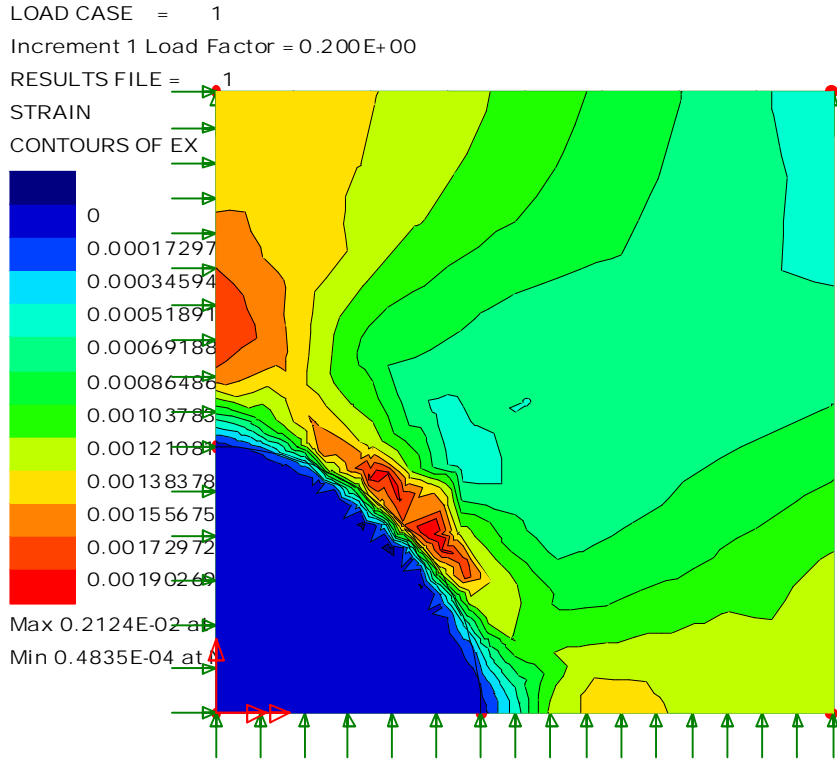 LOAD CASE = 1
Increment 1 Load Factor = 0.200E+00
RESULTS FILE = 1
STRAIN
CONTOURS OF EX
0
0.00017297
0.00034594
0.00051891
0.00069188
0.00086486
0.00103783
0.00121081
0.00138378
0.00155675
0.00172972
0.00190269
Max 0.2124E-02 at
Min 0.4835E-04 at